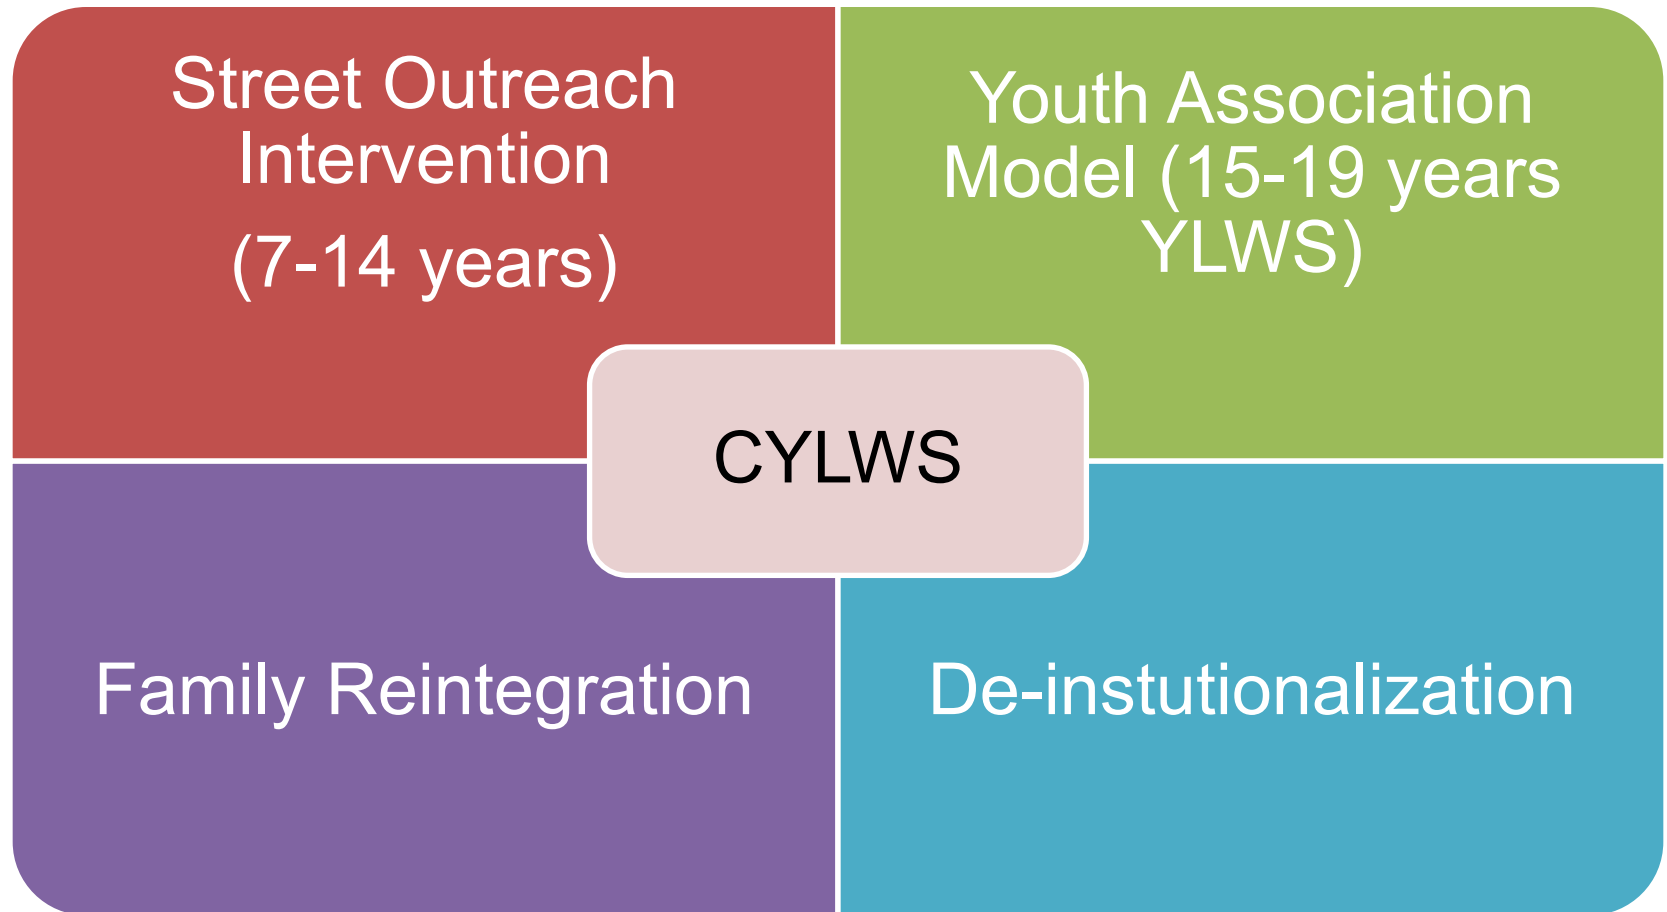 Street Outreach
Intervention
(7-14 years)
Youth Association
Model (15-19 years
YLWS)
CYLWS
Family Reintegration
De-instutionalization